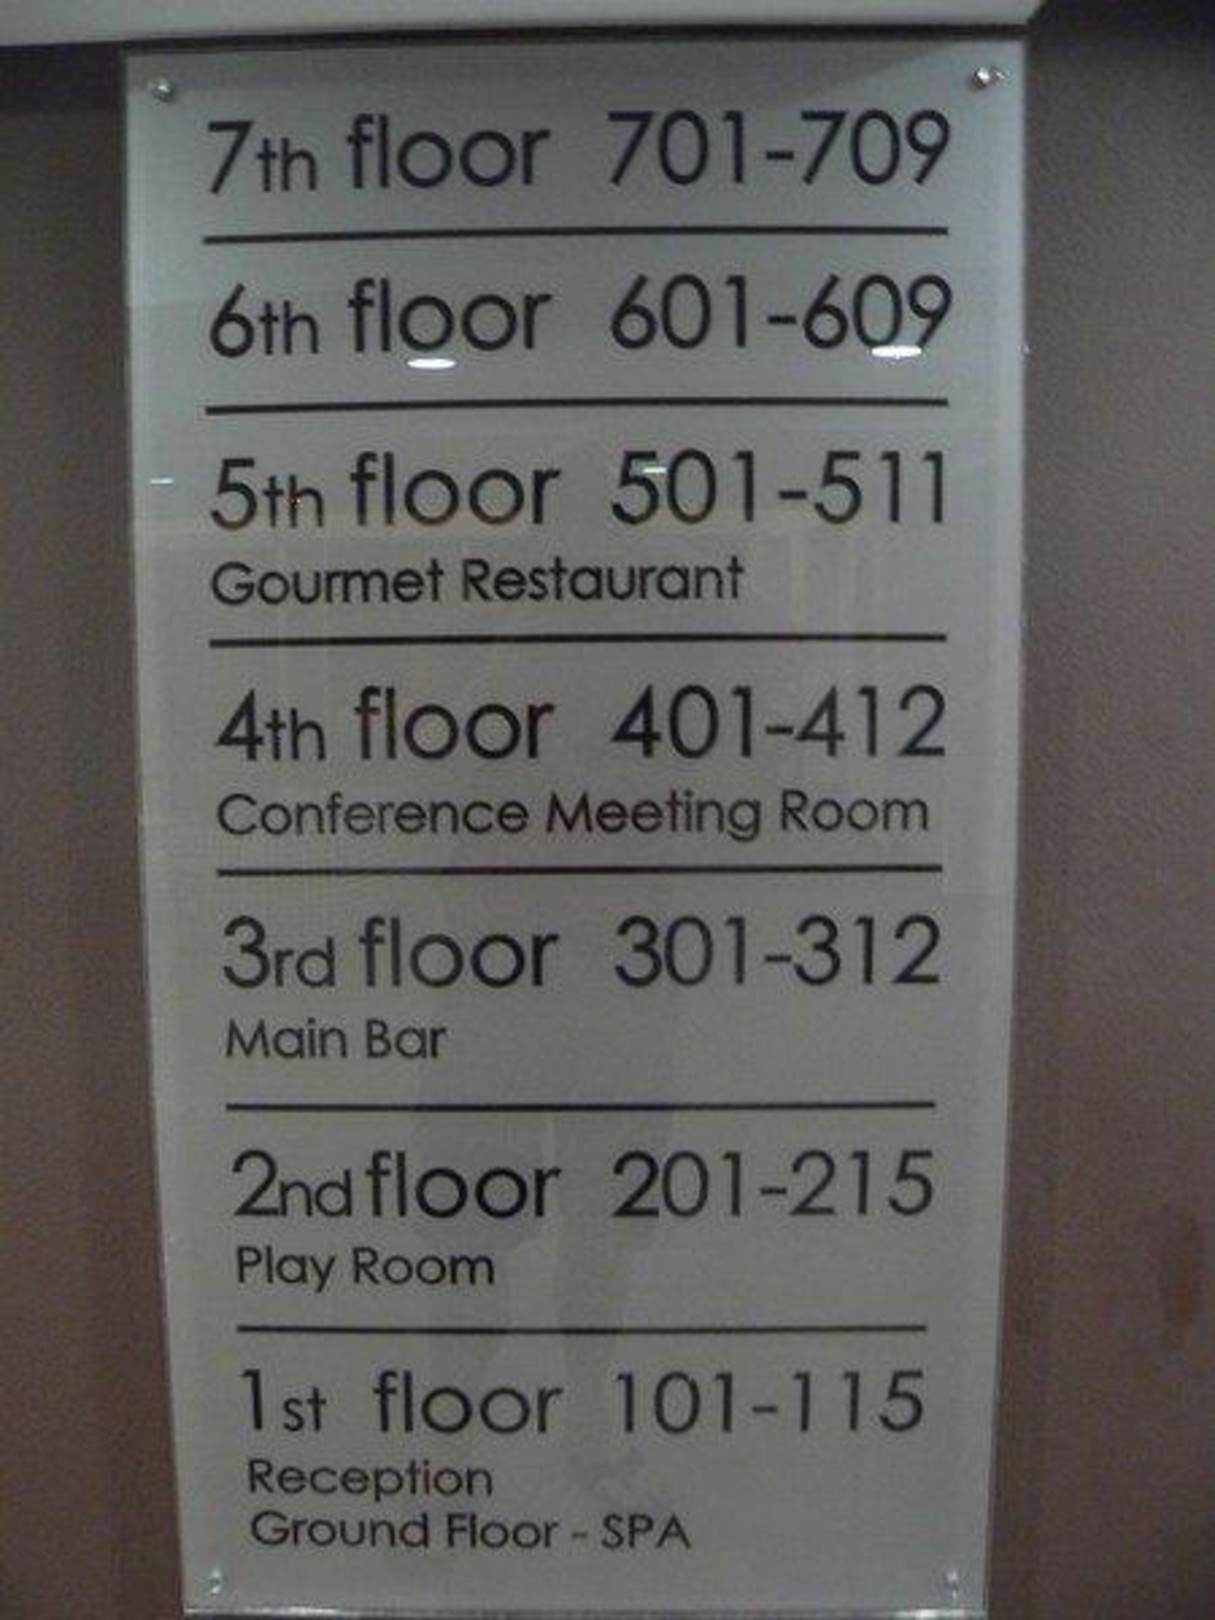 7th floor 701-709
6th floor 601-609
5th floor 501-511
Gourmet Restaurant
4th floor 401-412
Conference Meeting Room
3rd floor 301-312
Main Bar
2nd floor 201-215
Play Room
1st floor 101-115
Reception
Ground Floor - SPA